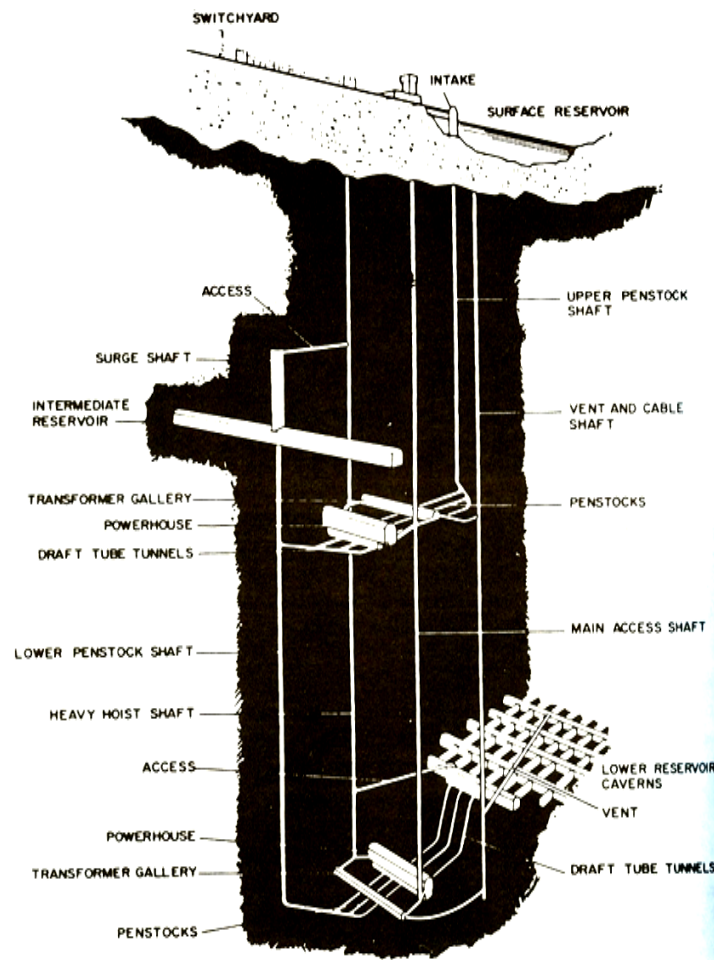 SWITCHYARD
INTAKE
SURFACE RESERVOIR
ACCESS
UPPER PENSTOCK
SHAFT
SURGE SHAFT
INTERMEDIATE
RESERVOIR
VENT AND CABLE
SHAFT
TRANSFORMER GALLERY
PENSTOCKS
POWERHOUSE
DRAFT TUBE TUNNELS
MAIN ACCESS SHAFT
LOWER PENSTOCK SHAFT
HEAVY HOIST SHAFT
ACCESS
LOWER RESERVOIR
CAVERNS
VENT
POWERHOUSE
TRANSFORMER GALLERY
DRAFT TUBE TUNNELS
PENSTOCKS